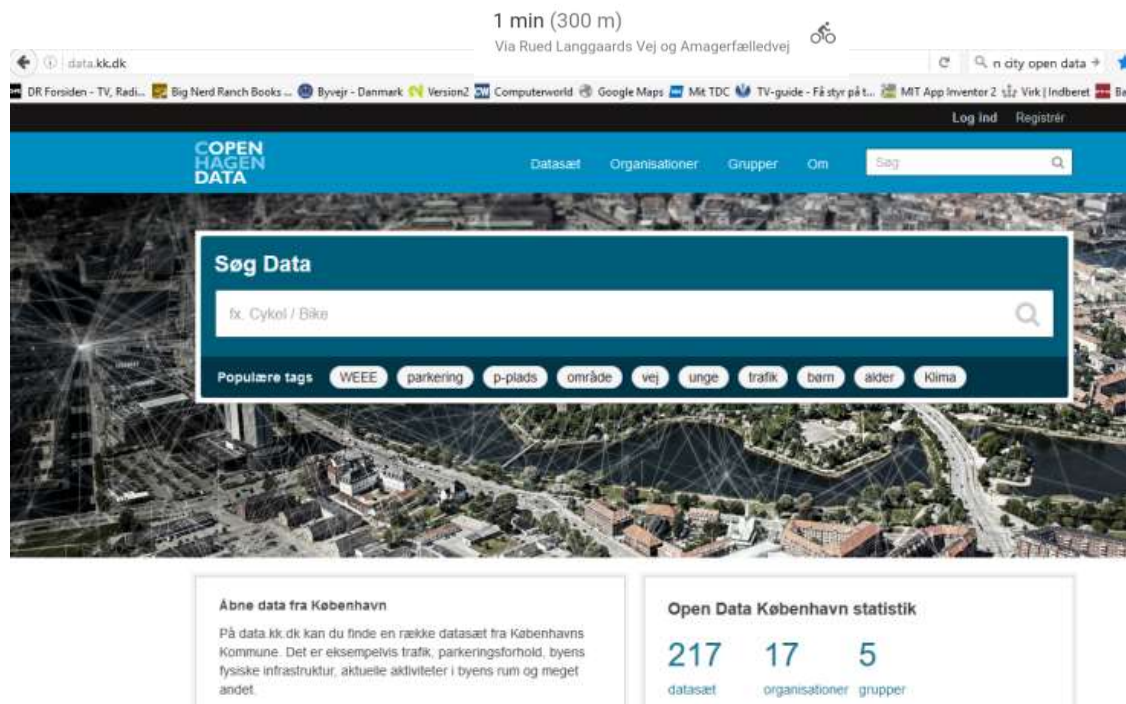 1 min (300 m)
Via Rued Langgaards Vej og Amagerfælledvej
data.kk.dk
n city open data
DR Forsiden - TV, Radi...
Big Nerd Ranch Books ...
Byvejr - Danmark
Version2
Computerworld
Google Maps
Mit TDC
TV-guide - Få styr på t...
MIT App Inventor 2
Virk | Indberet
Log ind Registrér
COPEN
HAGEN
DATA
Datasæt Organisationer Grupper Om
Søg
Søg Data
fx. Cykel / Bike
Populære tags WEEE parkering p-plads område vej unge trafik børn alder Klima
Åbne data fra København
På data.kk.dk kan du finde en række datasæt fra Københavns
Kommune. Det er eksempelvis trafik, parkeringsforhold, byens
fysiske infrastruktur, aktuelle aktiviteter i byens rum og meget
andet.
Open Data København statistik
217 17 5
datasæt organisationer grupper